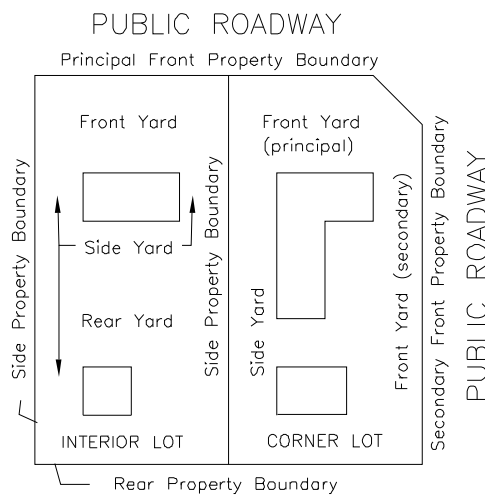 PUBLIC ROADWAY
Principal Front Property Boundary
Front Yard
Front Yard
(principal)
Side Property Boundary
Side Yard
Side Property Boundary
Rear Yard
Side Yard
Front Yard (secondary)
Secondary Front Property Boundary
PUBLIC ROADWAY
INTERIOR LOT
CORNER LOT
Rear Property Boundary